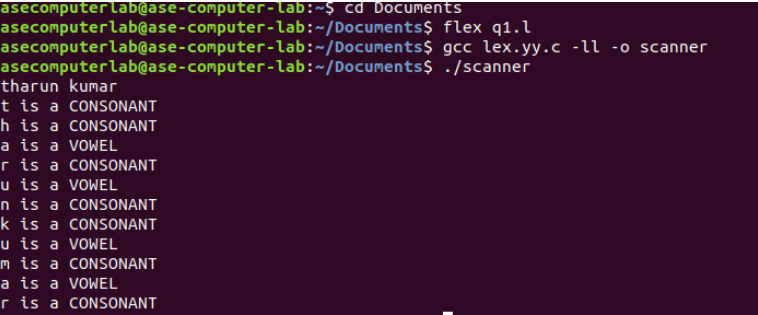 asecomputerlab@ase-computer-lab:~$ cd Documents
asecomputerlab@ase-computer-lab:~/Documents$ flex q1.l
asecomputerlab@ase-computer-lab:~/Documents$ gcc lex.yy.c -ll -o scanner
asecomputerlab@ase-computer-lab:~/Documents$ ./scanner
tharun kumar
t is a CONSONANT
h is a CONSONANT
a is a VOWEL
r is a CONSONANT
u is a VOWEL
n is a CONSONANT
k is a CONSONANT
u is a VOWEL
m is a CONSONANT
a is a VOWEL
r is a CONSONANT